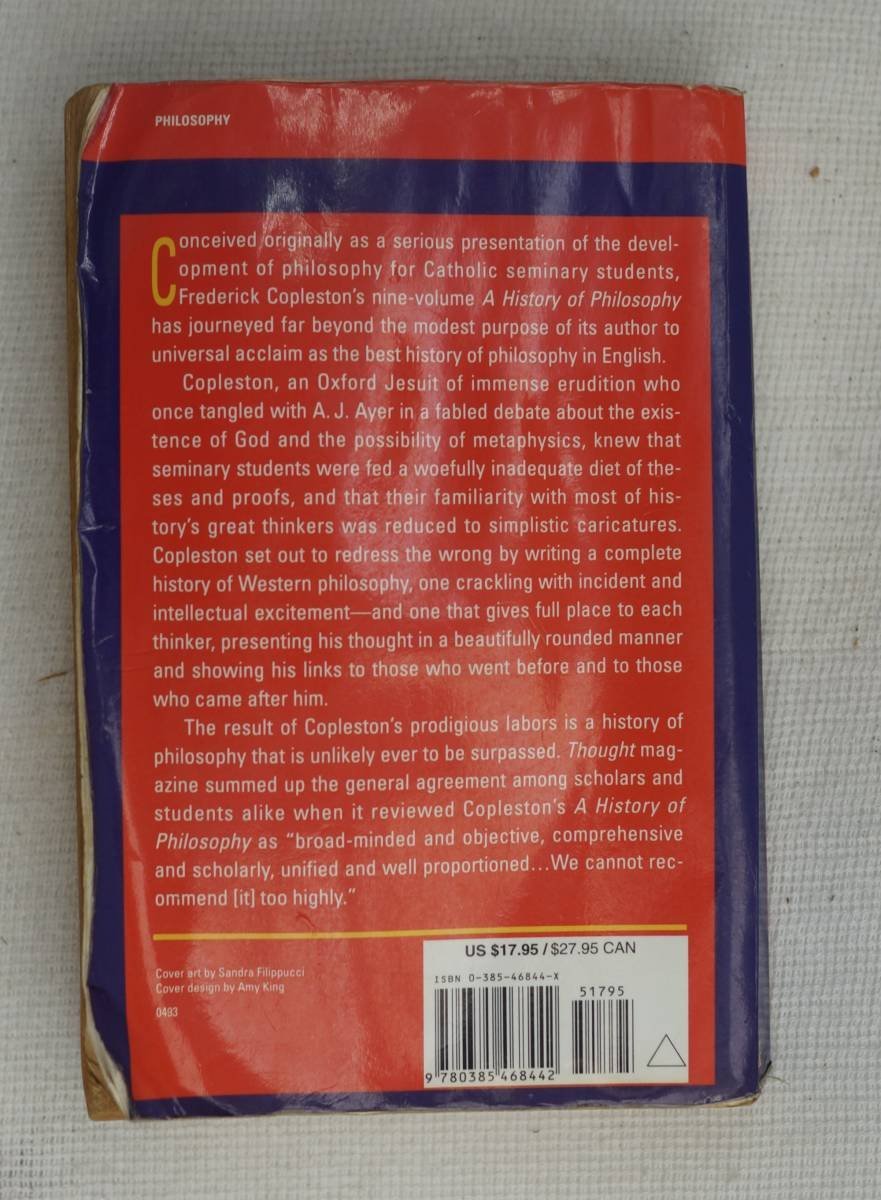 PHILOSOPHY
Conceived originally as a serious presentation of the devel-
opment of philosophy for Catholic seminary students,
Frederick Copleston's nine-volume A History of Philosophy
has journeyed far beyond the modest purpose of its author to
universal acclaim as the best history of philosophy in English.
Copleston, an Oxford Jesuit of immense erudition who
once tangled with A. J. Ayer in a fabled debate about the exis-
tence of God and the possibility of metaphysics, knew that
seminary students were fed a woefully inadequate diet of the-
ses and proofs, and that their familiarity with most of his-
tory's great thinkers was reduced to simplistic caricatures.
Copleston set out to redress the wrong by writing a complete
history of Western philosophy, one crackling with incident and
intellectual excitement—and one that gives full place to each
thinker, presenting his thought in a beautifully rounded manner
and showing his links to those who went before and to those
who came after him.
The result of Copleston's prodigious labors is a history of
philosophy that is unlikely ever to be surpassed. Thought mag-
azine summed up the general agreement among scholars and
students alike when it reviewed Copleston's A History of
Philosophy as "broad-minded and objective, comprehensive
and scholarly, unified and well proportioned...We cannot rec-
ommend [it] too highly."
Cover art by Sandra Filippucci
Cover design by Amy King
0493
US $17.95 / $27.95 CAN
ISBN 0-385-46844-X
51795
9 780385 468442